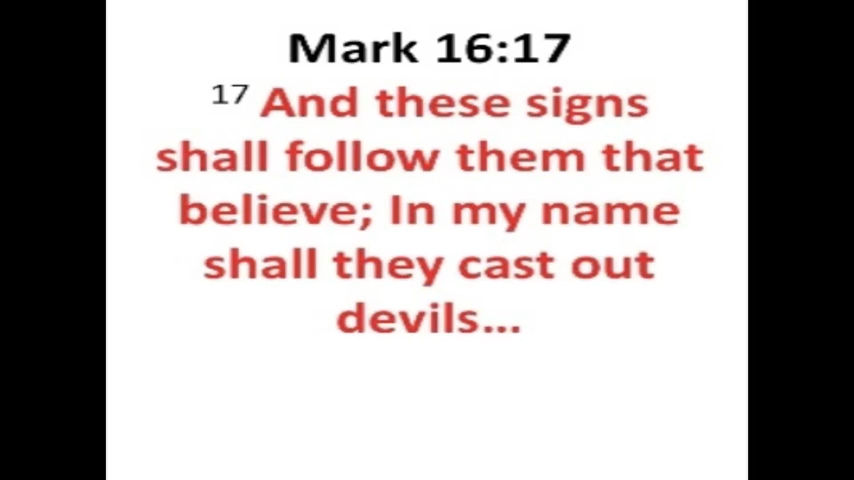 Mark 16:17
17 And these signs
shall follow them that
believe; In my name
shall they cast out
devils...